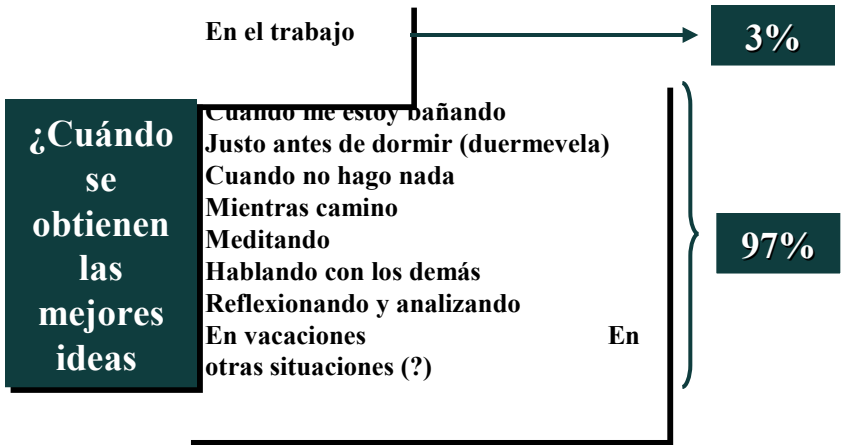 En el trabajo
3%
¿Cuándo
se
obtienen
las
mejores
ideas
Cuando me estoy bañando
Justo antes de dormir (duermevela)
Cuando no hago nada
Mientras camino
Meditando
Hablando con los demás
Reflexionando y analizando
En vacaciones En
otras situaciones (?)
97%